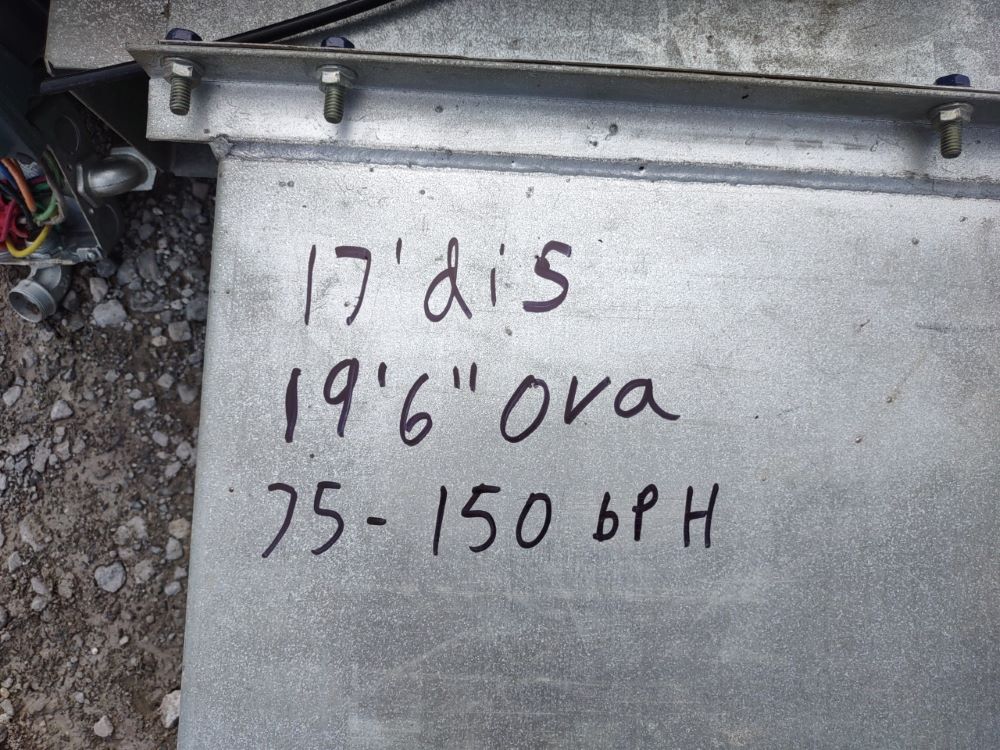 17' dis
19'6" Ova
75-150 bPH